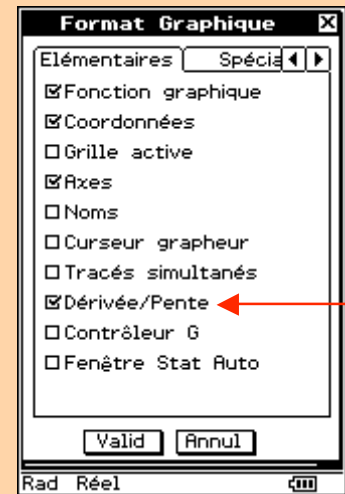 Format Graphique
Elémentaires Spécia
Fonction graphique
Coordonnées
Grille active
Axes
Noms
Curseur grapheur
Tracés simultanés
Dérivée/Pente
Contrôleur G
Fenêtre Stat Auto
Valid Annul
Rad Réel